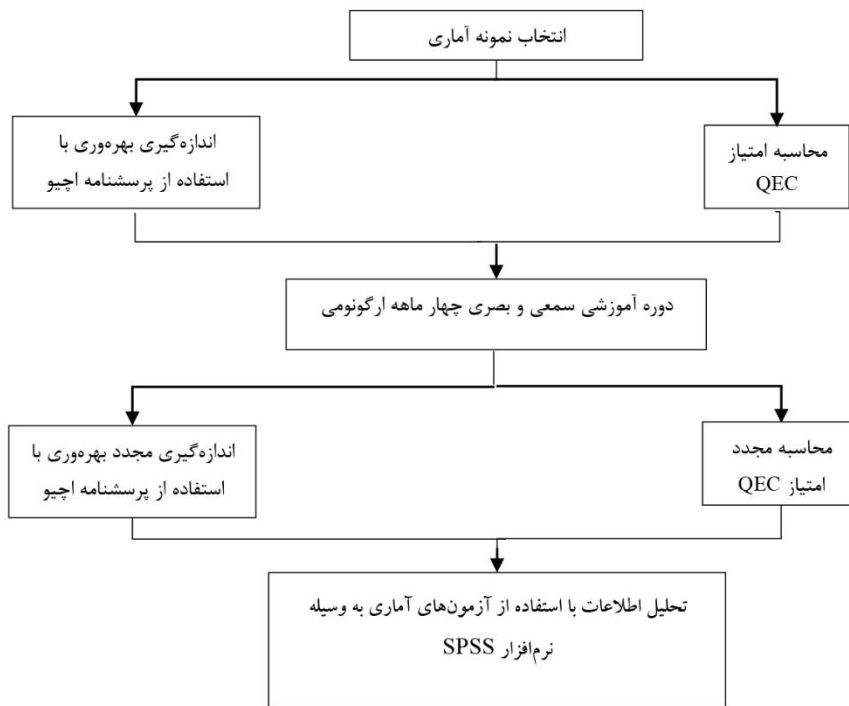 انتخاب نمونه آماری
محاسبه امتیاز
QEC
اندازه‌گیری بهره‌وری با
استفاده از پرسشنامه اچیو
دوره آموزشی سمعی و بصری چهار ماهه ارگونومی
محاسبه مجدد
امتیاز QEC
اندازه‌گیری مجدد بهره‌وری با
استفاده از پرسشنامه اچیو
تحلیل اطلاعات با استفاده از آزمون‌های آماری به وسیله
نرم‌افزار SPSS